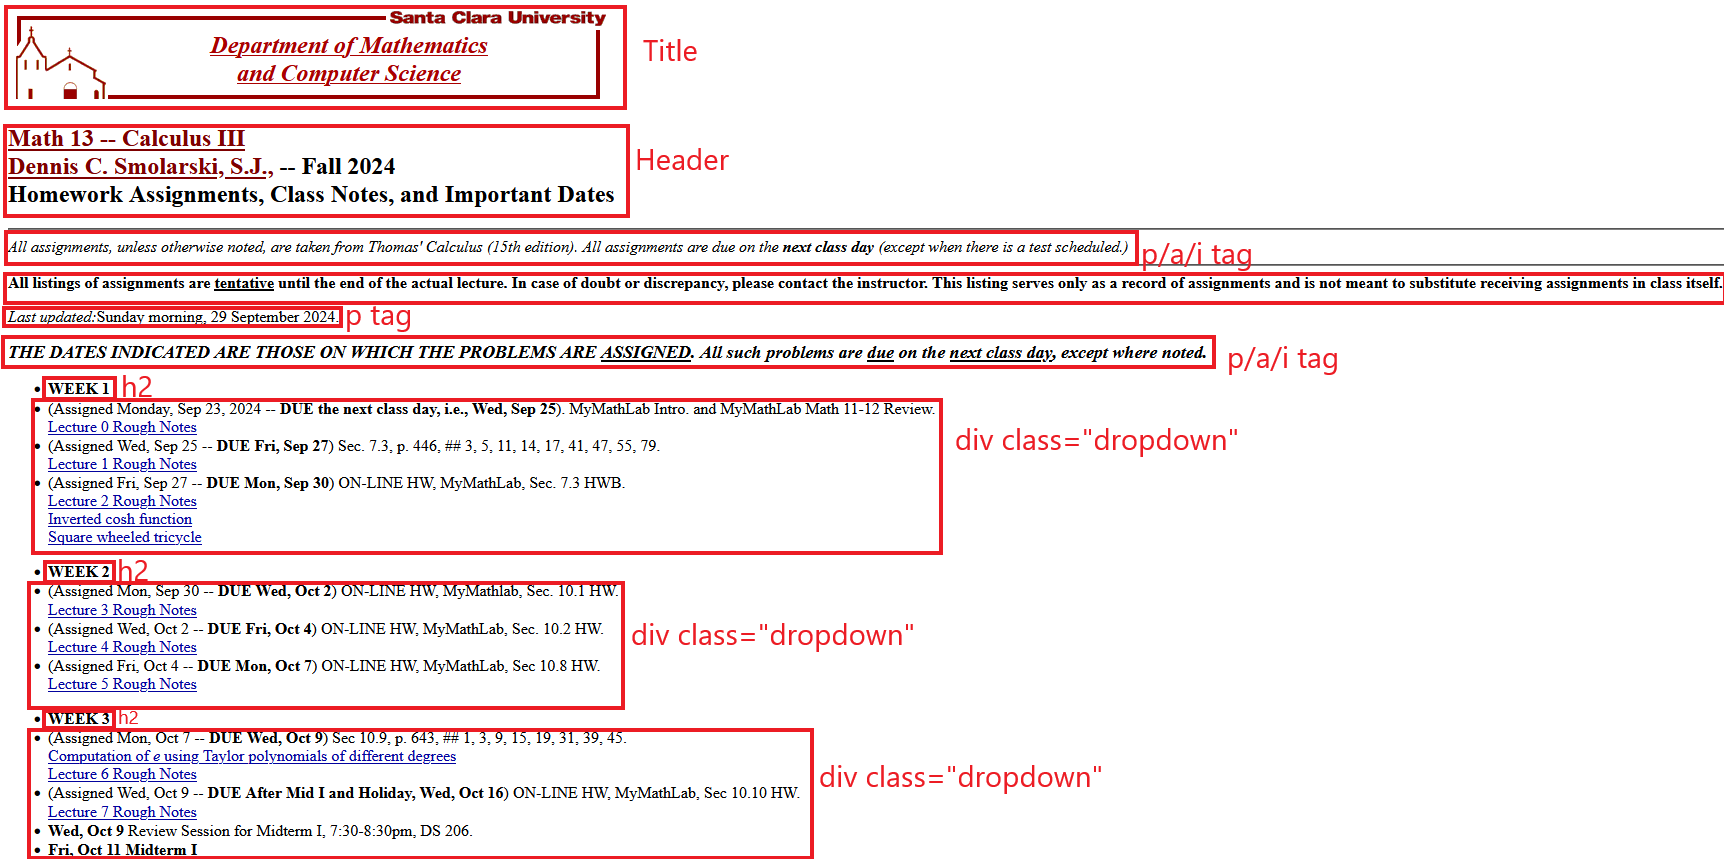 Santa Clara University
Department of Mathematics
and Computer Science
Title
Math 13 -- Calculus III
Dennis C. Smolarski, S.J., -- Fall 2024
Homework Assignments, Class Notes, and Important Dates
Header
All assignments, unless otherwise noted, are taken from Thomas' Calculus (15th edition). All assignments are due on the next class day (except when there is a test scheduled.)
p/a/i tag
All listings of assignments are tentative until the end of the actual lecture. In case of doubt or discrepancy, please contact the instructor. This listing serves only as a record of assignments and is not meant to substitute receiving assignments in class itself.
Last updated:Sunday morning, 29 September 2024.
p tag
THE DATES INDICATED ARE THOSE ON WHICH THE PROBLEMS ARE ASSIGNED. All such problems are due on the next class day, except where noted.
p/a/i tag
• WEEK 1
h2
• (Assigned Monday, Sep 23, 2024 -- DUE the next class day, i.e., Wed, Sep 25). MyMathLab Intro. and MyMathLab Math 11-12 Review.
Lecture 0 Rough Notes
• (Assigned Wed, Sep 25 -- DUE Fri, Sep 27) Sec. 7.3, p. 446, ## 3, 5, 11, 14, 17, 41, 47, 55, 79.
Lecture 1 Rough Notes
• (Assigned Fri, Sep 27 -- DUE Mon, Sep 30) ON-LINE HW, MyMathLab, Sec. 7.3 HWB.
Lecture 2 Rough Notes
Inverted cosh function
Square wheeled tricycle
div class="dropdown"
• WEEK 2
h2
• (Assigned Mon, Sep 30 -- DUE Wed, Oct 2) ON-LINE HW, MyMathlab, Sec. 10.1 HW.
Lecture 3 Rough Notes
• (Assigned Wed, Oct 2 -- DUE Fri, Oct 4) ON-LINE HW, MyMathLab, Sec. 10.2 HW.
Lecture 4 Rough Notes
• (Assigned Fri, Oct 4 -- DUE Mon, Oct 7) ON-LINE HW, MyMathLab, Sec 10.8 HW.
Lecture 5 Rough Notes
div class="dropdown"
• WEEK 3
h2
• (Assigned Mon, Oct 7 -- DUE Wed, Oct 9) Sec 10.9, p. 643, ## 1, 3, 9, 15, 19, 31, 39, 45.
Computation of e using Taylor polynomials of different degrees
Lecture 6 Rough Notes
• (Assigned Wed, Oct 9 -- DUE After Mid I and Holiday, Wed, Oct 16) ON-LINE HW, MyMathLab, Sec 10.10 HW.
Lecture 7 Rough Notes
• Wed, Oct 9 Review Session for Midterm I, 7:30-8:30pm, DS 206.
• Fri, Oct 11 Midterm I
div class="dropdown"